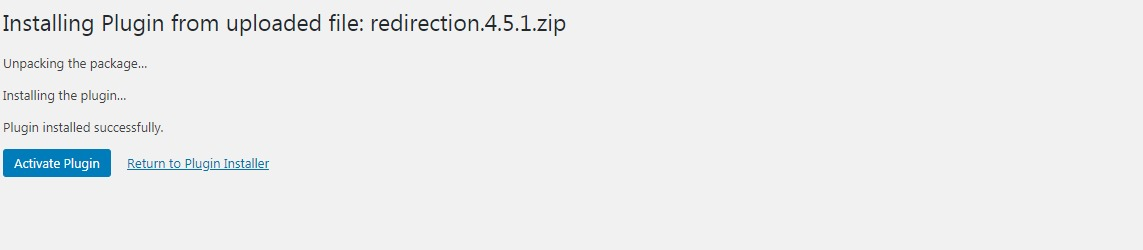 Installing Plugin from uploaded file: redirection.4.5.1.zip
Unpacking the package...
Installing the plugin...
Plugin installed successfully.
Activate Plugin Return to Plugin Installer